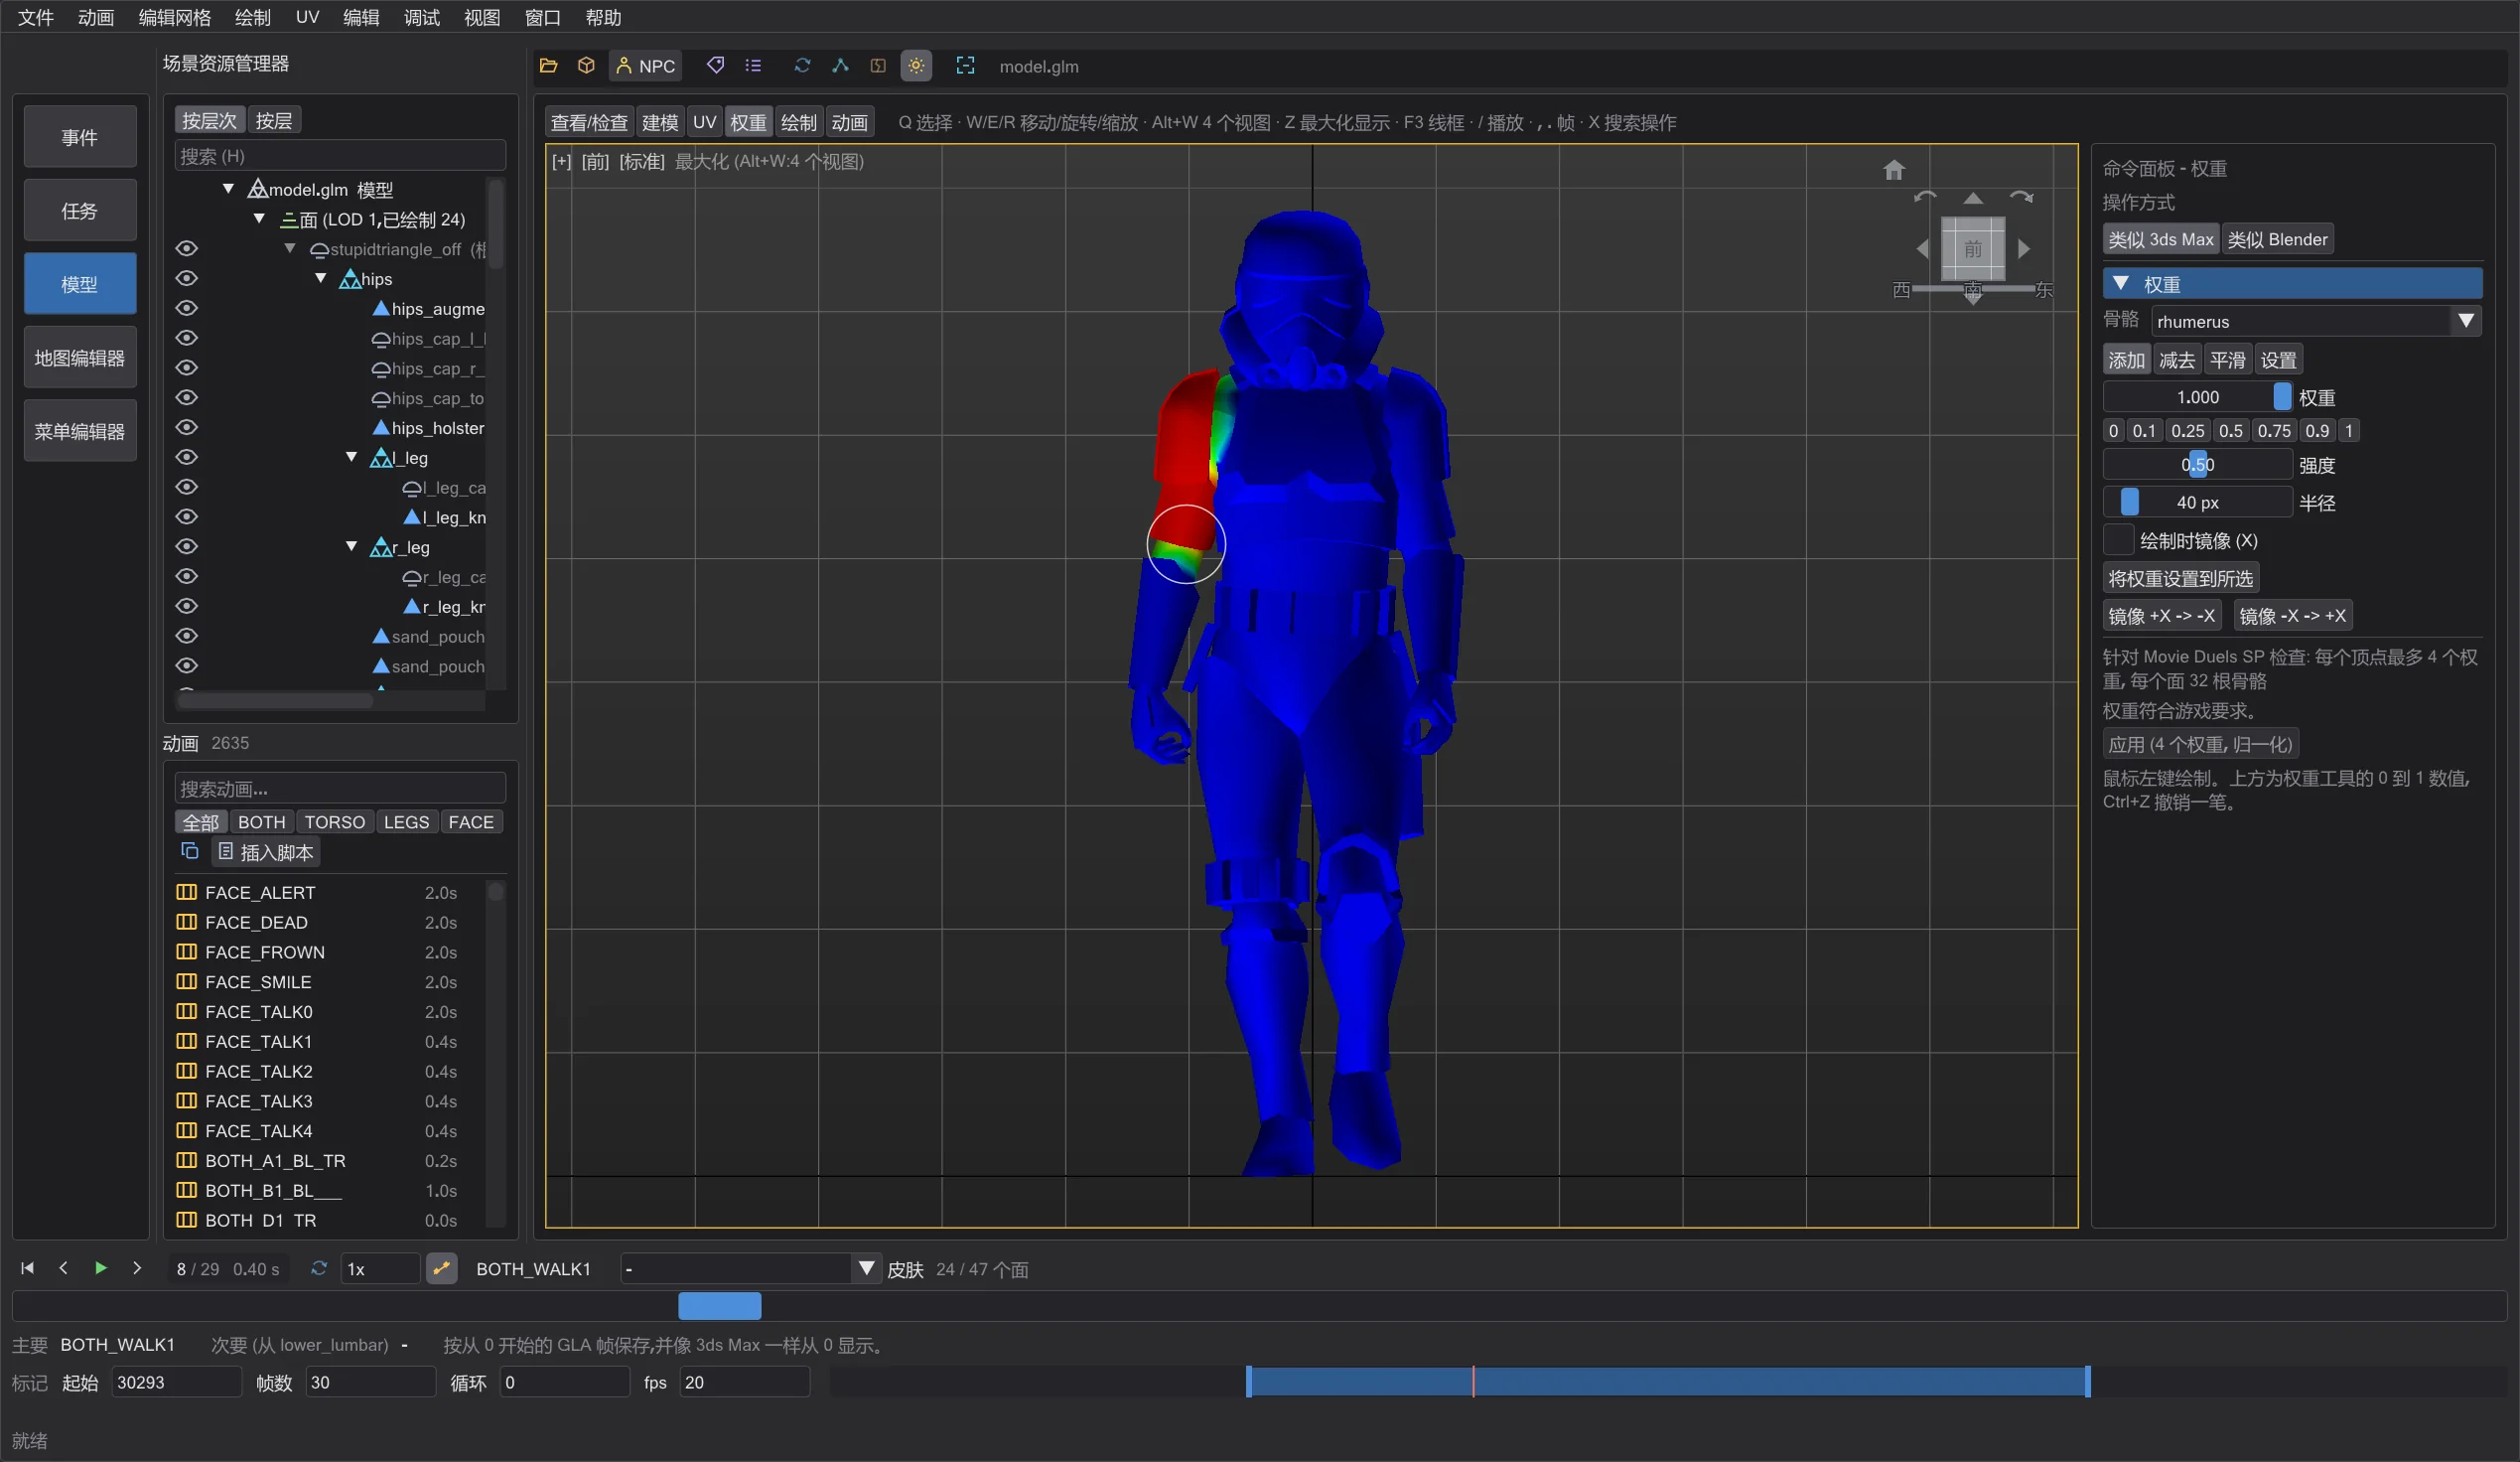 文件 动画 编辑网格 绘制 UV 编辑 调试 视图 窗口 帮助
场景资源管理器
NPC model.glm
事件
任务
模型
地图编辑器
菜单编辑器
按层次 按层
搜索 (H)
model.glm 模型
面 (LOD 1,已绘制 24)
stupidtriangle_off
hips
hips_augme
hips_cap_l_
hips_cap_r_
hips_cap_to
hips_holster
l_leg
l_leg_ca
l_leg_kn
r_leg
r_leg_ca
r_leg_kn
sand_pouch
sand_pouch
动画 2635
搜索动画...
全部 BOTH TORSO LEGS FACE
插入脚本
FACE_ALERT 2.0s
FACE_DEAD 2.0s
FACE_FROWN 2.0s
FACE_SMILE 2.0s
FACE_TALK0 2.0s
FACE_TALK1 0.4s
FACE_TALK2 0.4s
FACE_TALK3 0.4s
FACE_TALK4 0.4s
BOTH_A1_BL_TR 0.2s
BOTH_B1_BL___ 1.0s
BOTH_D1_TR 0.0s
查看/检查 建模 UV 权重 绘制 动画 Q 选择 · W/E/R 移动/旋转/缩放 · Alt+W 4 个视图 · Z 最大化显示 · F3 线框 · / 播放 · , . 帧 · X 搜索操作
[+] [前] [标准] 最大化 (Alt+W:4 个视图)
前
西 南 东
命令面板 - 权重
操作方式
类似 3ds Max 类似 Blender
权重
骨骼 rhumerus
添加 减去 平滑 设置
1.000 权重
0 0.1 0.25 0.5 0.75 0.9 1
0.50 强度
40 px 半径
绘制时镜像 (X)
将权重设置到所选
镜像 +X -> -X 镜像 -X -> +X
针对 Movie Duels SP 检查: 每个顶点最多 4 个权
重, 每个面 32 根骨骼
权重符合游戏要求。
应用 (4 个权重, 归一化)
鼠标左键绘制。上方为权重工具的 0 到 1 数值,
Ctrl+Z 撤销一笔。
8 / 29 0.40 s 1x BOTH_WALK1 - 皮肤 24 / 47 个面
主要 BOTH_WALK1 次要 (从 lower_lumbar) - 按从 0 开始的 GLA 帧保存,并像 3ds Max 一样从 0 显示。
标记 起始 30293 帧数 30 循环 0 fps 20
就绪